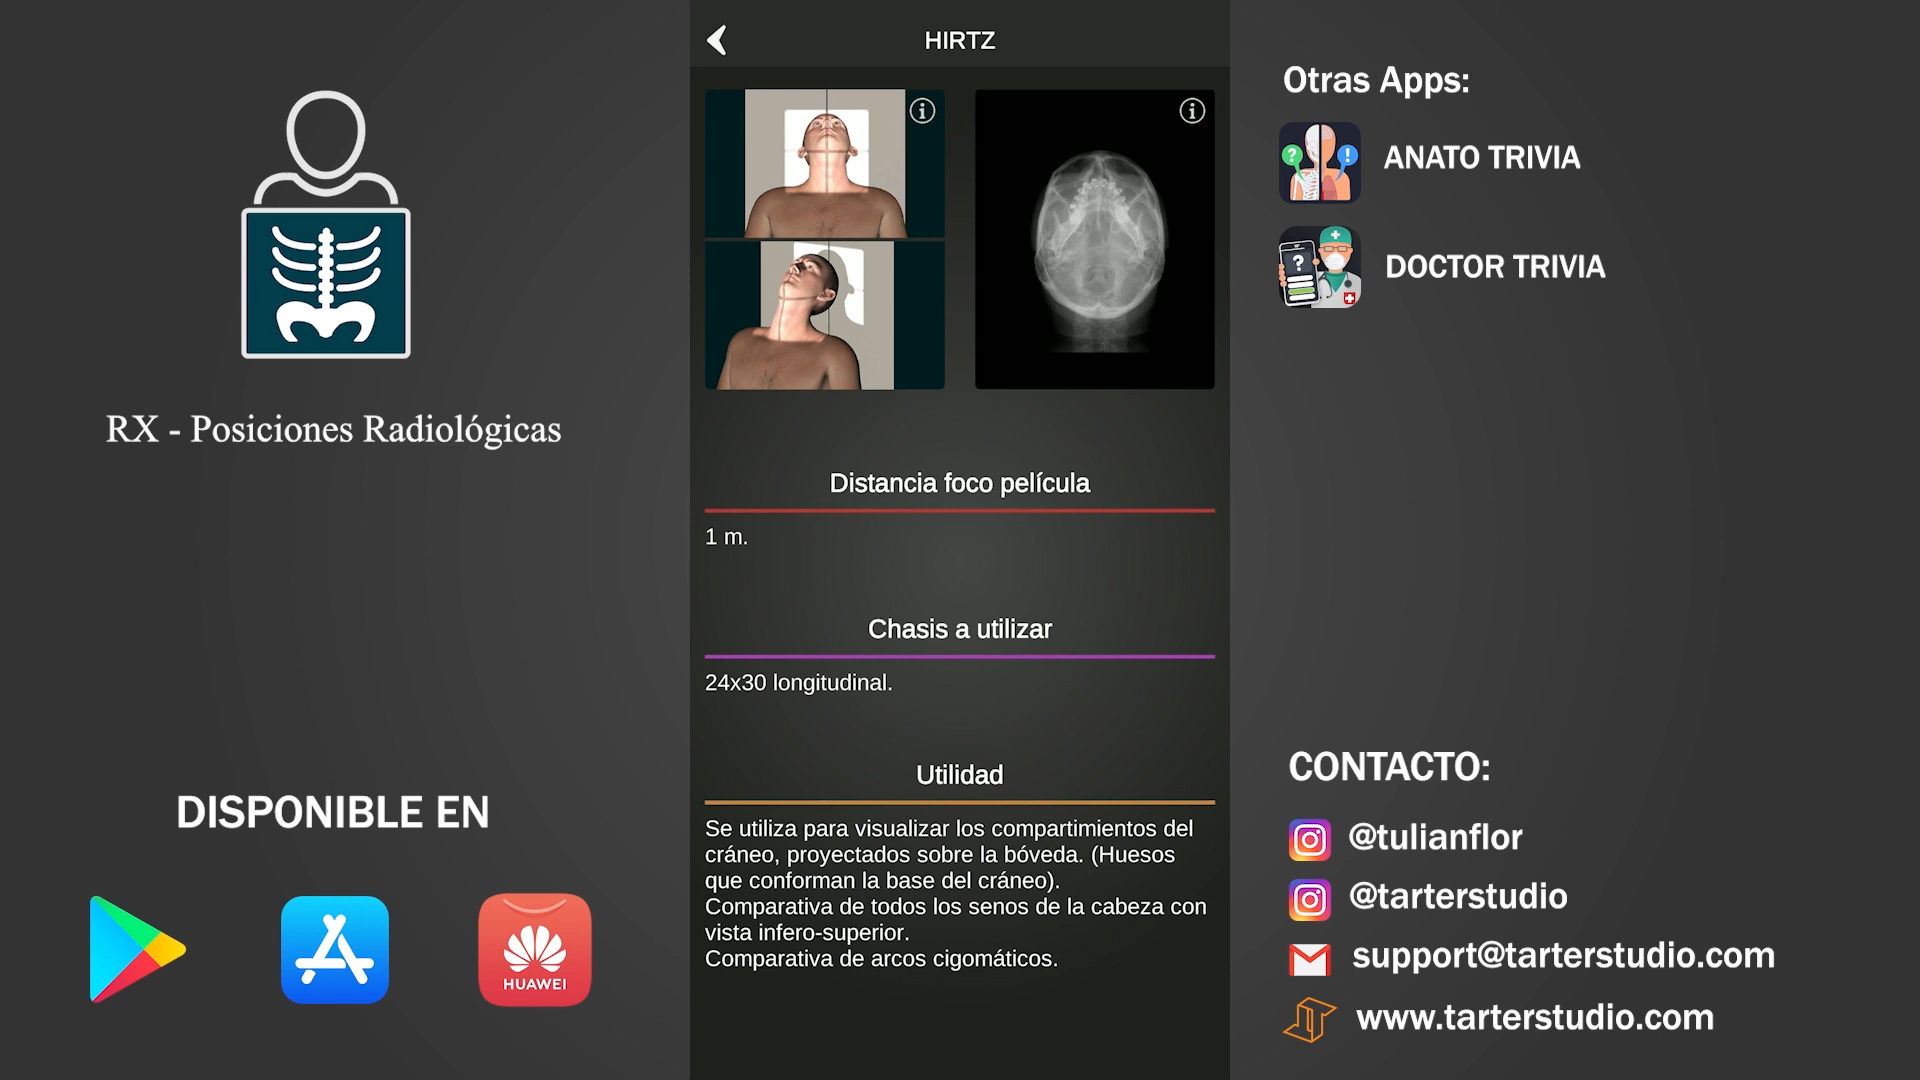 RX - Posiciones Radiológicas
DISPONIBLE EN
HUAWEI
HIRTZ
Distancia foco película
1 m.
Chasis a utilizar
24x30 longitudinal.
Utilidad
Se utiliza para visualizar los compartimientos del
cráneo, proyectados sobre la bóveda. (Huesos
que conforman la base del cráneo).
Comparativa de todos los senos de la cabeza con
vista infero-superior.
Comparativa de arcos cigomáticos.
Otras Apps:
ANATO TRIVIA
DOCTOR TRIVIA
CONTACTO:
@tulianflor
@tarterstudio
support@tarterstudio.com
www.tarterstudio.com